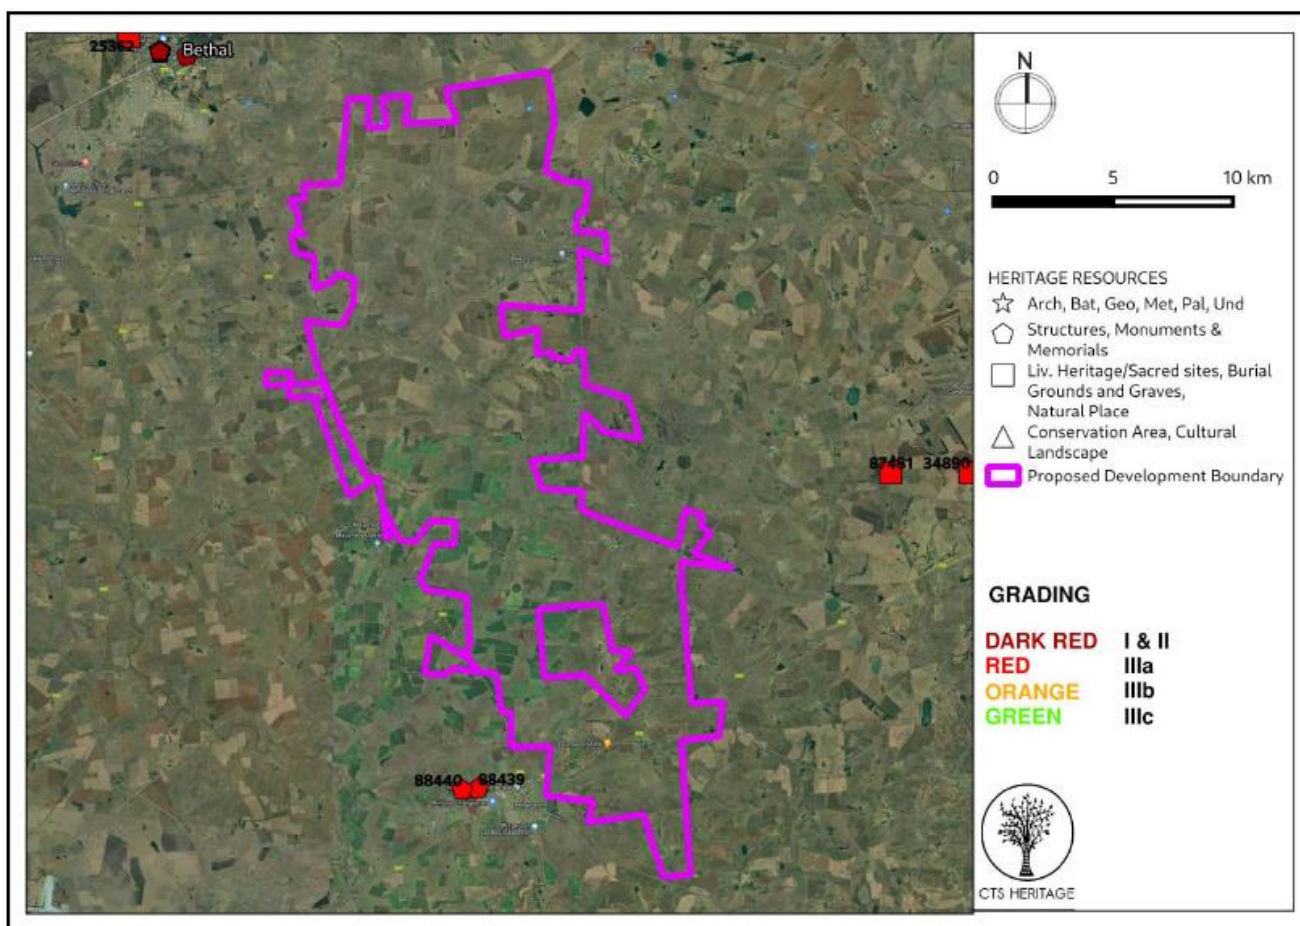 25362
Bethal
87481 34890
88440 88439
N
0 5 10 km
HERITAGE RESOURCES
Arch, Bat, Geo, Met, Pal, Und
Structures, Monuments &
Memorials
Liv. Heritage/Sacred sites, Burial
Grounds and Graves,
Natural Place
Conservation Area, Cultural
Landscape
Proposed Development Boundary
GRADING
DARK RED I & II
RED IIIa
ORANGE IIIb
GREEN IIIc
CTS HERITAGE